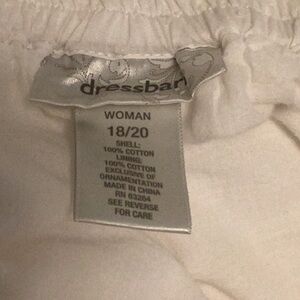 dressbarn
WOMAN
18/20
SHELL:
100% COTTON
LINING:
100% COTTON
EXCLUSIVE OF
ORNAMENTATION
MADE IN CHINA
RN 63284
SEE REVERSE
FOR CARE